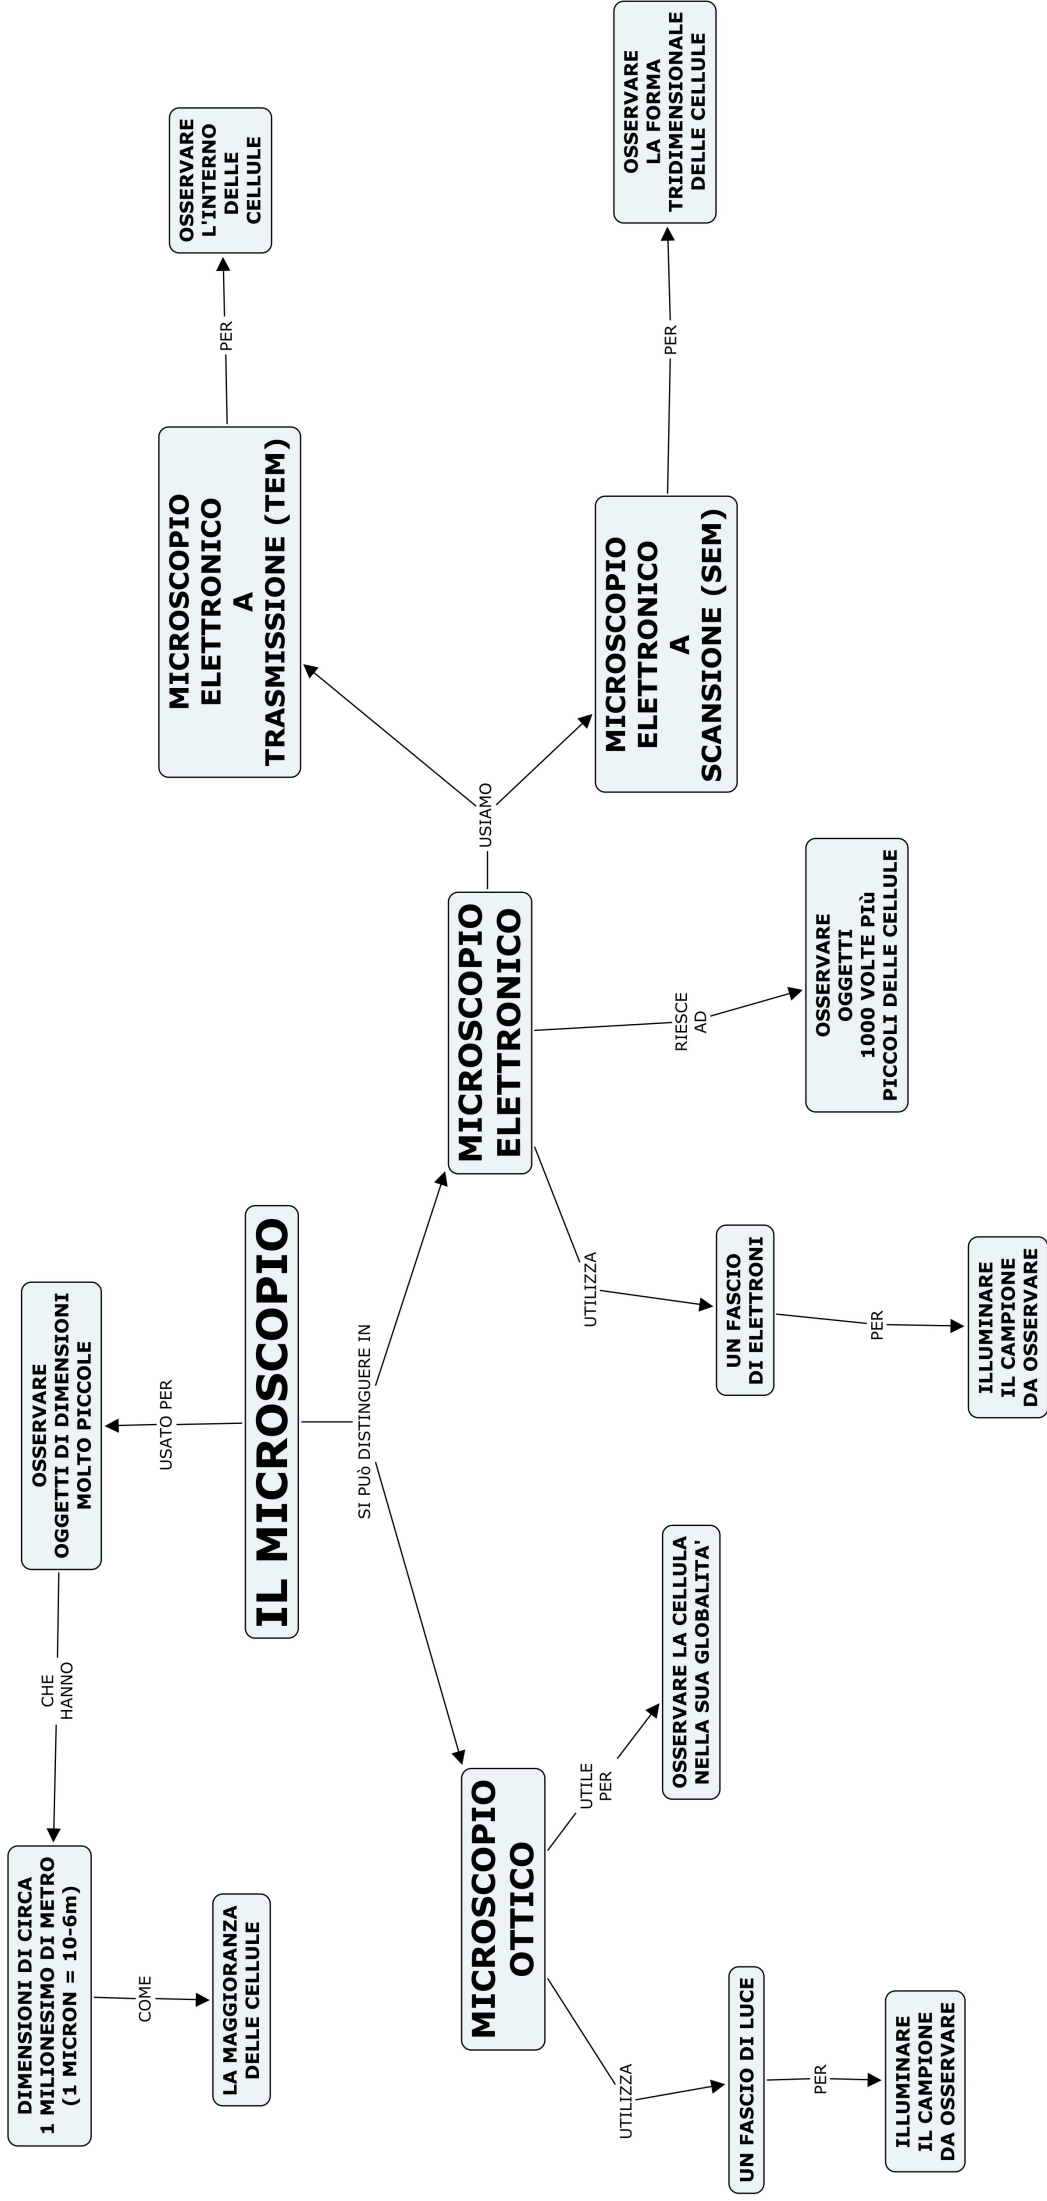 DIMENSIONI DI CIRCA
1 MILIONESIMO DI METRO
(1 MICRON = 10-6m)
CHE
HANNO
OSSERVARE
OGGETTI DI DIMENSIONI
MOLTO PICCOLE
COME
USATO PER
LA MAGGIORANZA
DELLE CELLULE
IL MICROSCOPIO
SI PUò DISTINGUERE IN
MICROSCOPIO
OTTICO
UTILIZZA
UTILE
PER
UN FASCIO DI LUCE
OSSERVARE LA CELLULA
NELLA SUA GLOBALITA'
PER
ILLUMINARE
IL CAMPIONE
DA OSSERVARE
MICROSCOPIO
ELETTRONICO
UTILIZZA
UN FASCIO
DI ELETTRONI
PER
ILLUMINARE
IL CAMPIONE
DA OSSERVARE
RIESCE
AD
OSSERVARE
OGGETTI
1000 VOLTE PIù
PICCOLI DELLE CELLULE
USIAMO
MICROSCOPIO
ELETTRONICO
A
TRASMISSIONE (TEM)
PER
OSSERVARE
L'INTERNO
DELLE
CELLULE
MICROSCOPIO
ELETTRONICO
A
SCANSIONE (SEM)
PER
OSSERVARE
LA FORMA
TRIDIMENSIONALE
DELLE CELLULE